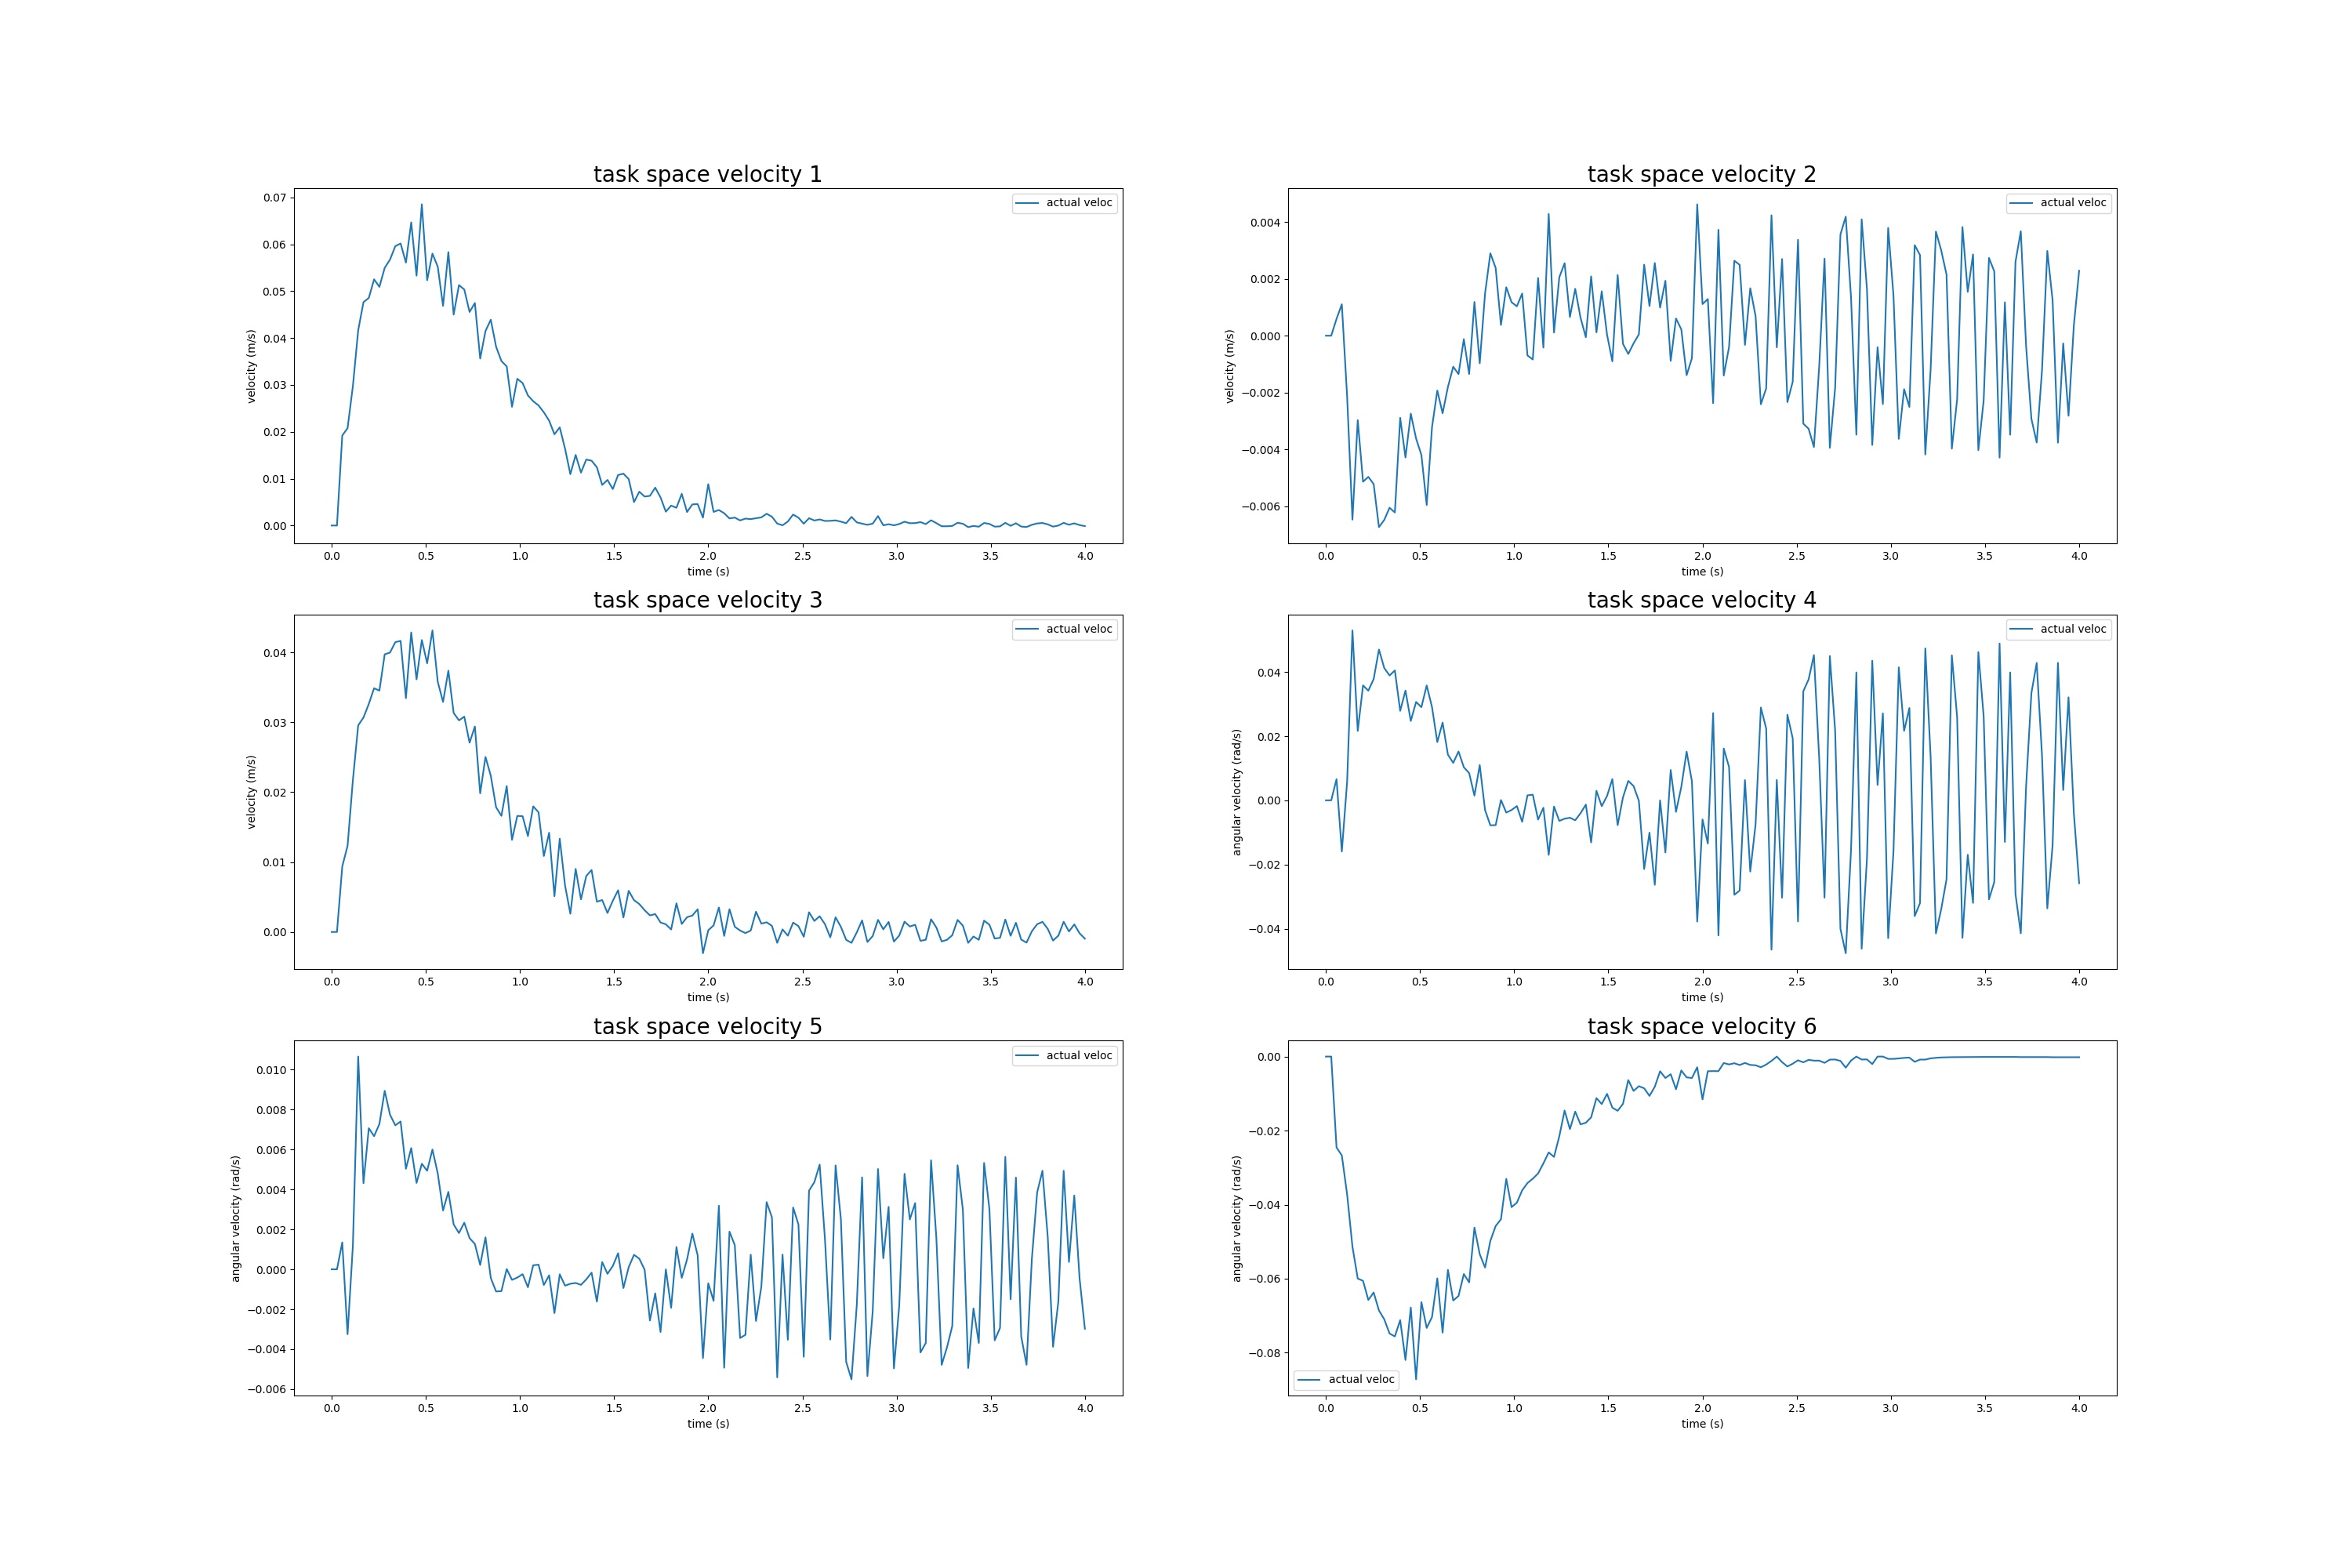 task space velocity 1
0.07
0.06
0.05
0.04
0.03
0.02
0.01
0.00
velocity (m/s)
actual veloc
0.0 0.5 1.0 1.5 2.0 2.5 3.0 3.5 4.0
time (s)
task space velocity 2
0.004
0.002
0.000
−0.002
−0.004
−0.006
velocity (m/s)
actual veloc
0.0 0.5 1.0 1.5 2.0 2.5 3.0 3.5 4.0
time (s)
task space velocity 3
0.04
0.03
0.02
0.01
0.00
velocity (m/s)
actual veloc
0.0 0.5 1.0 1.5 2.0 2.5 3.0 3.5 4.0
time (s)
task space velocity 4
0.04
0.02
0.00
−0.02
−0.04
angular velocity (rad/s)
actual veloc
0.0 0.5 1.0 1.5 2.0 2.5 3.0 3.5 4.0
time (s)
task space velocity 5
0.010
0.008
0.006
0.004
0.002
0.000
−0.002
−0.004
−0.006
angular velocity (rad/s)
actual veloc
0.0 0.5 1.0 1.5 2.0 2.5 3.0 3.5 4.0
time (s)
task space velocity 6
0.00
−0.02
−0.04
−0.06
−0.08
angular velocity (rad/s)
actual veloc
0.0 0.5 1.0 1.5 2.0 2.5 3.0 3.5 4.0
time (s)